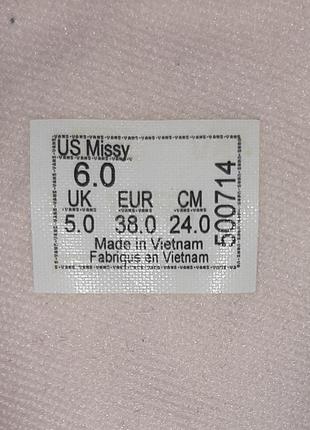 US Missy
6.0
UK EUR CM
5.0 38.0 24.0
Made in Vietnam
Fabriqus en Vietnam
500714